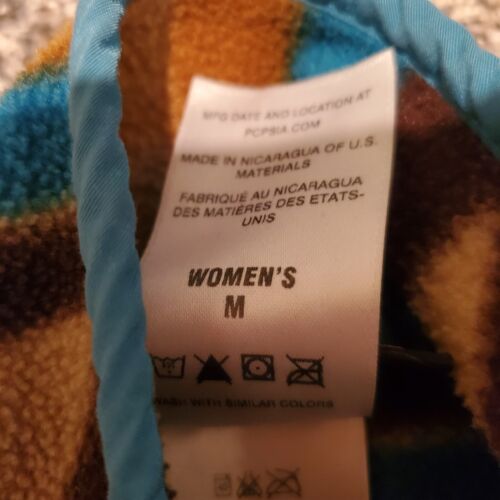 MFG DATE AND LOCATION AT
PCPSIA.COM
MADE IN NICARAGUA OF U.S.
MATERIALS
FABRIQUÉ AU NICARAGUA
DES MATIÈRES DES ETATS-
UNIS
WOMEN'S
M
WASH WITH SIMILAR COLORS